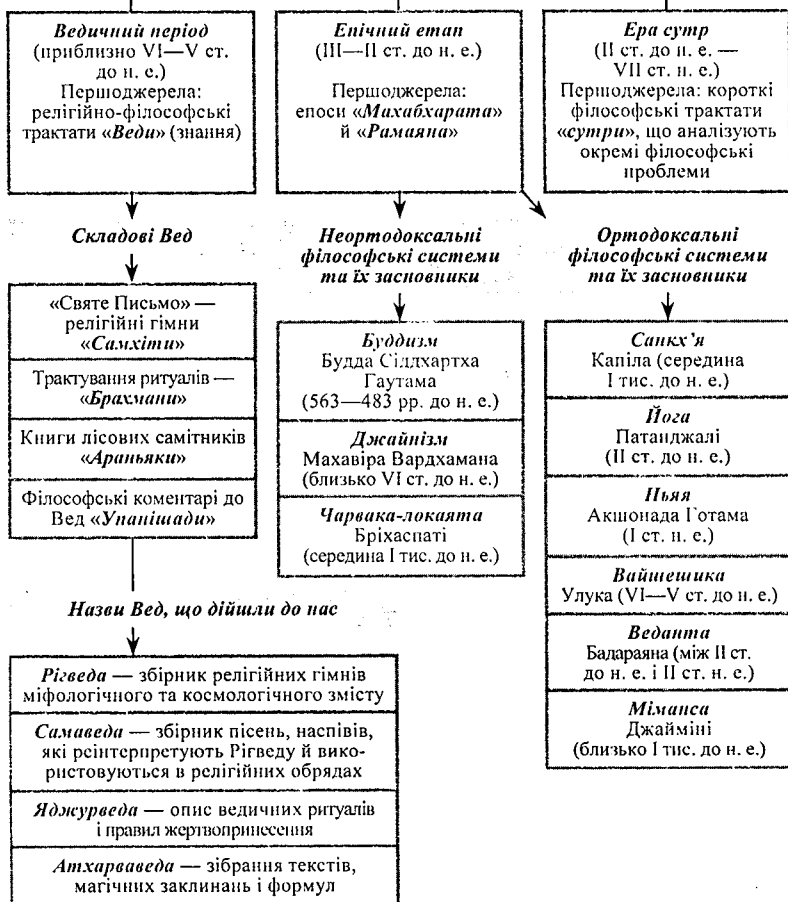 Ведичний період
(приблизно VI—V ст.
до н. е.)
Першоджерела:
релігійно-філософські
трактати «Веди» (знання)
Епічний етап
(III—II ст. до н. е.)
Першоджерела:
епоси «Махабхарата»
й «Рамаяна»
Ера сутр
(II ст. до н. е. —
VII ст. н. е.)
Першоджерела: короткі
філософські трактати
«сутри», що аналізують
окремі філософські
проблеми
Складові Вед
«Святе Письмо» —
релігійні гімни
«Самхіти»
Трактування ритуалів —
«Брахмани»
Книги лісових самітників
«Араньяки»
Філософські коментарі до
Вед «Упанішади»
Неортодоксальні
філософські системи
та їх засновники
Буддизм
Будда Сіддхартха
Гаутама
(563—483 рр. до н. е.)
Джайнізм
Махавіра Вардхамана
(близько VI ст. до н. е.)
Чарвака-локаята
Бріхаспаті
(середина I тис. до н. е.)
Ортодоксальні
філософські системи
та їх засновники
Санкх’я
Капіла (середина
I тис. до н. е.)
Йога
Патанджалі
(II ст. до н. е.)
Ньяя
Акшонада Готама
(I ст. н. е.)
Вайшешика
Улука (VI—V ст. до н. е.)
Веданта
Бадараяна (між II ст.
до н. е. і II ст. н. е.)
Міманса
Джайміні
(близько I тис. до н. е.)
Назви Вед, що дійшли до нас
Рігведа — збірник релігійних гімнів
міфологічного та космологічного змісту
Самаведа — збірник пісень, наспівів,
які реінтерпретують Рігведу й вико-
ристовуються в релігійних обрядах
Яджурведа — опис ведичних ритуалів
і правил жертвопринесення
Атхарваведа — зібрання текстів,
магічних заклинань і формул